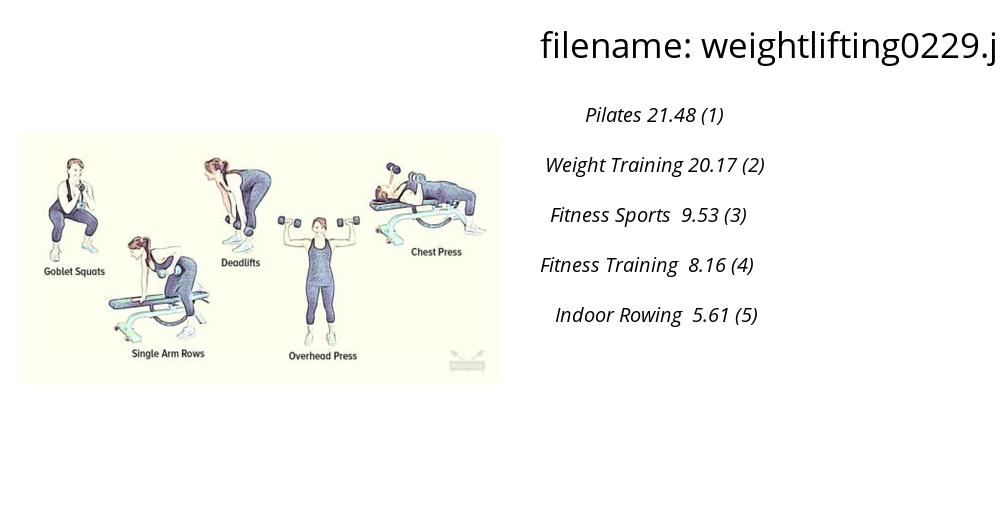 filename: weightlifting0229.j
Pilates 21.48 (1)
Weight Training 20.17 (2)
Fitness Sports 9.53 (3)
Fitness Training 8.16 (4)
Indoor Rowing 5.61 (5)
Goblet Squats
Deadlifts
Chest Press
Single Arm Rows
Overhead Press